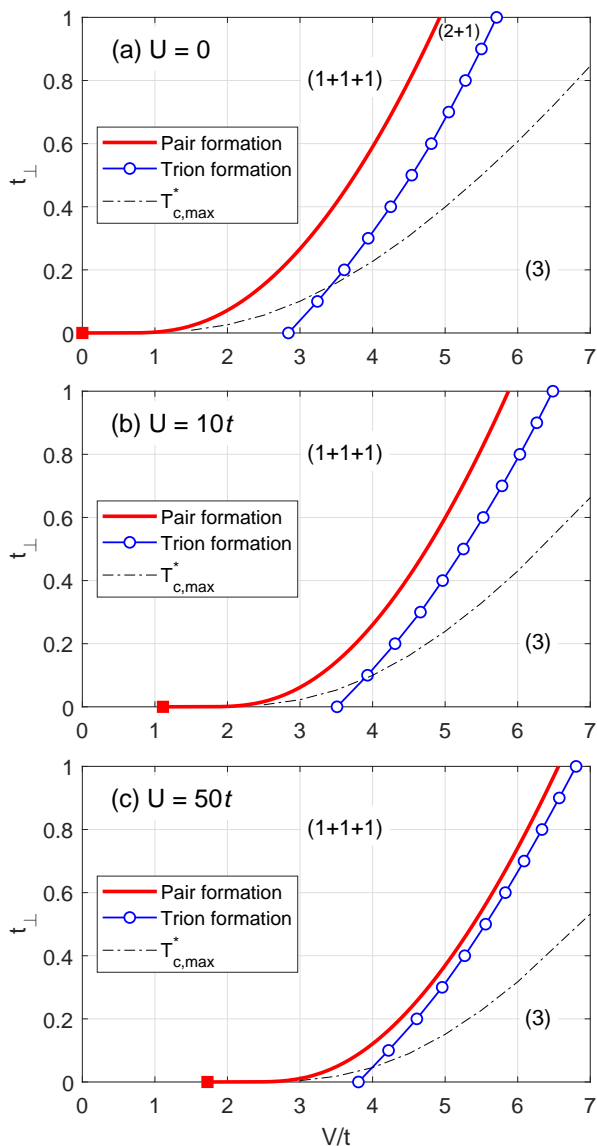 1
(a) U = 0
(2+1)
0.8
(1+1+1)
t⊥
0.6
Pair formation
Trion formation
T*c,max
0.4
0.2
(3)
0
0 1 2 3 4 5 6 7
1
(b) U = 10t
0.8
(1+1+1)
t⊥
0.6
Pair formation
Trion formation
T*c,max
0.4
0.2
(3)
0
0 1 2 3 4 5 6 7
1
(c) U = 50t
0.8
(1+1+1)
t⊥
0.6
Pair formation
Trion formation
T*c,max
0.4
0.2
(3)
0
0 1 2 3 4 5 6 7
V/t